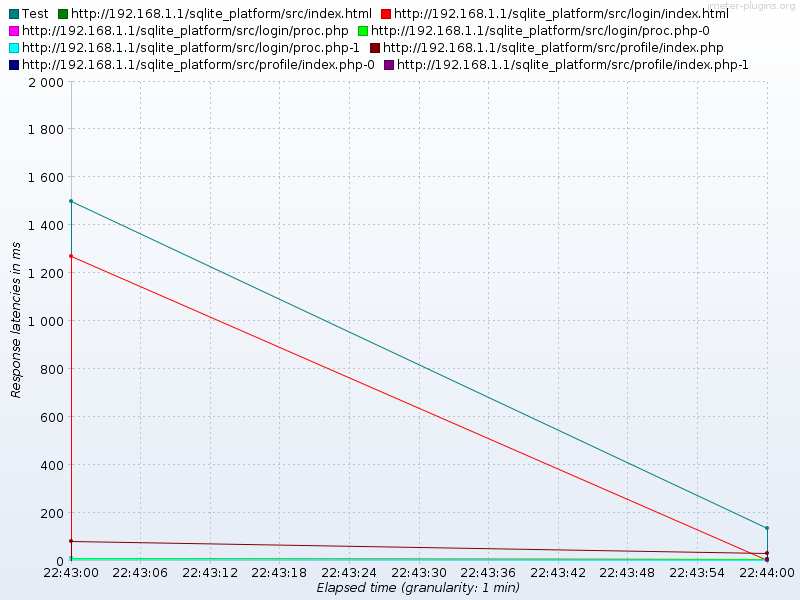 jmeter-plugins.org
Test http://192.168.1.1/sqlite_platform/src/index.html http://192.168.1.1/sqlite_platform/src/login/index.html
http://192.168.1.1/sqlite_platform/src/login/proc.php http://192.168.1.1/sqlite_platform/src/login/proc.php-0
http://192.168.1.1/sqlite_platform/src/login/proc.php-1 http://192.168.1.1/sqlite_platform/src/profile/index.php
http://192.168.1.1/sqlite_platform/src/profile/index.php-0 http://192.168.1.1/sqlite_platform/src/profile/index.php-1
2 000
1 800
1 600
1 400
1 200
1 000
800
600
400
200
0
Response latencies in ms
22:43:00 22:43:06 22:43:12 22:43:18 22:43:24 22:43:30 22:43:36 22:43:42 22:43:48 22:43:54 22:44:00
Elapsed time (granularity: 1 min)